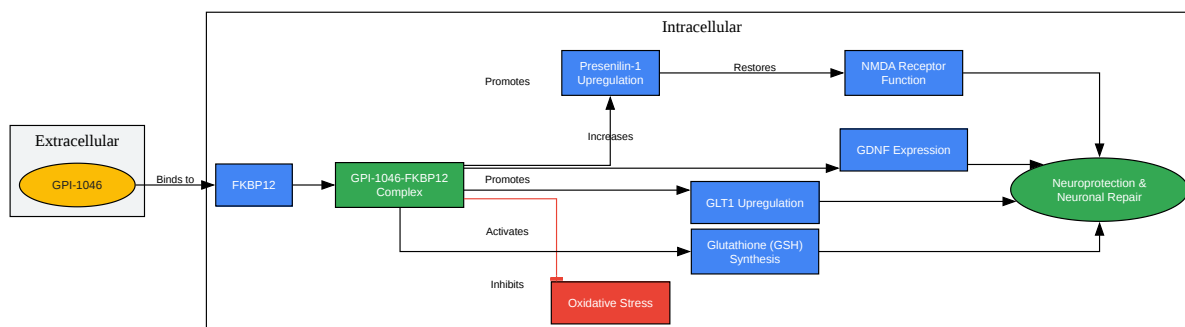 Intracellular
Presenilin-1
Upregulation
Restores
NMDA Receptor
Function
Promotes
Extracellular
Increases
GDNF Expression
GPI-1046
Binds to
FKBP12
GPI-1046-FKBP12
Complex
Promotes
GLT1 Upregulation
Neuroprotection &
Neuronal Repair
Activates
Glutathione (GSH)
Synthesis
Inhibits
Oxidative Stress